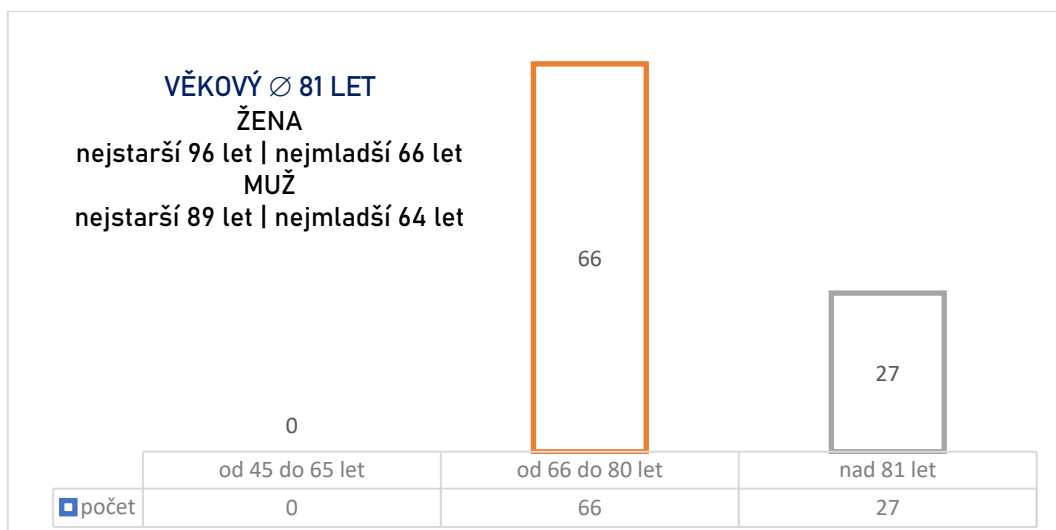 VĚKOVÝ ∅ 81 LET
ŽENA
nejstarší 96 let | nejmladší 66 let
MUŽ
nejstarší 89 let | nejmladší 64 let
66
27
0
od 45 do 65 let od 66 do 80 let nad 81 let
počet 0 66 27